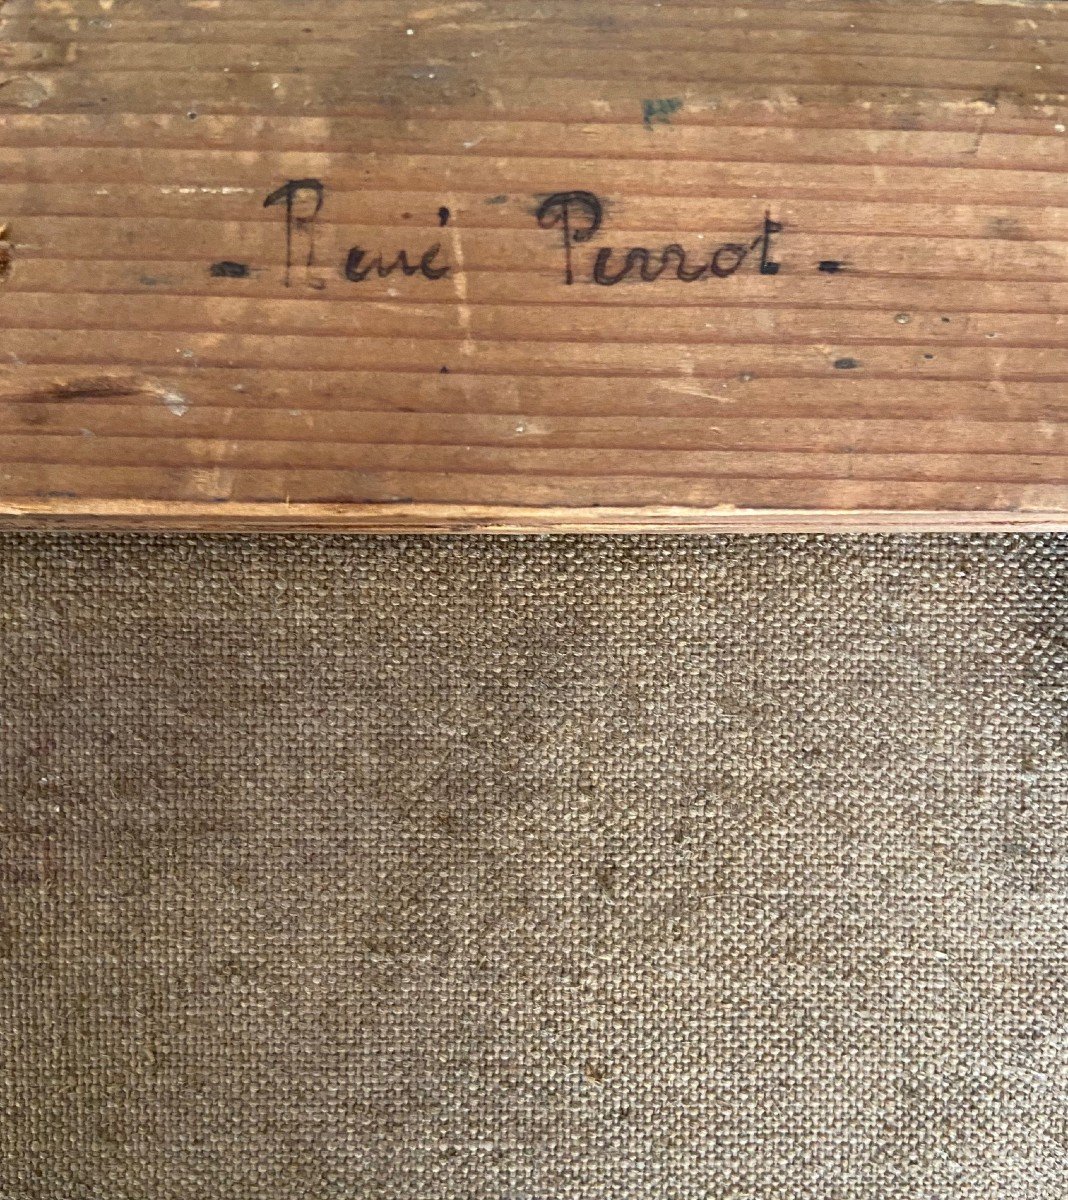 - René Perrot -